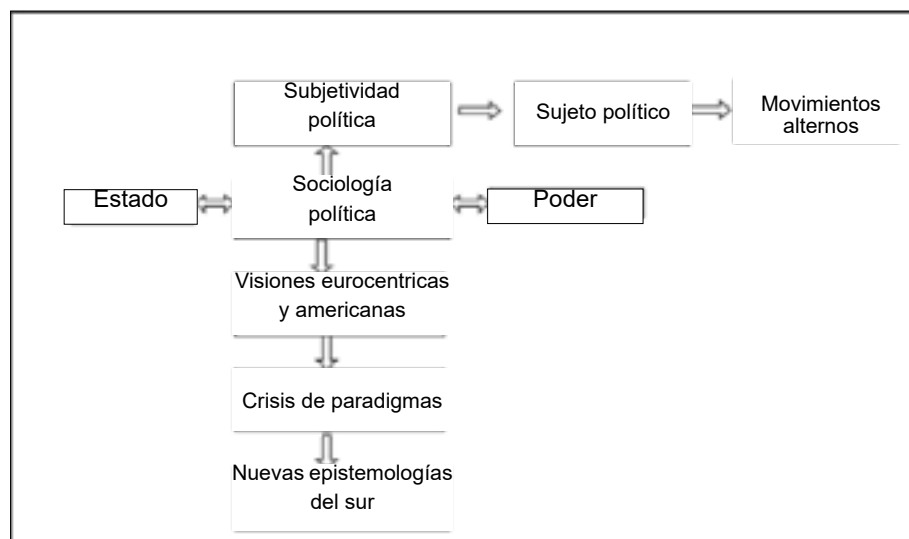 Subjetividad
política
Sujeto político
Movimientos
alternos
Estado
Sociología
política
Poder
Visiones eurocentricas
y americanas
Crisis de paradigmas
Nuevas epistemologías
del sur